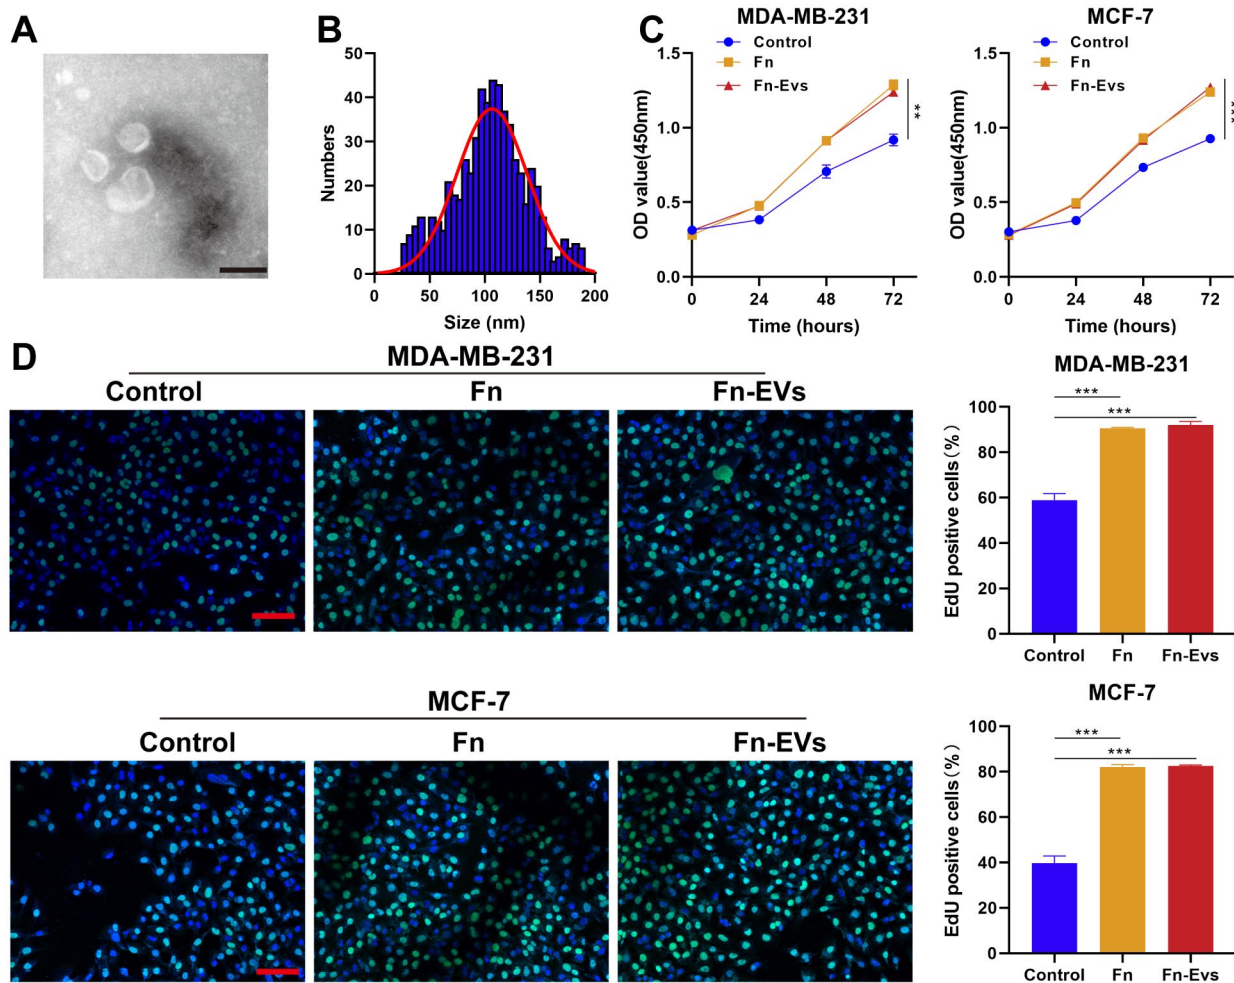 A
B
Numbers
50
40
30
20
10
0
0 50 100 150 200
Size (nm)
C
MDA-MB-231
Control
Fn
Fn-Evs
OD value(450nm)
1.5
1.0
0.5
0.0
**
0 24 48 72
Time (hours)
MCF-7
Control
Fn
Fn-Evs
OD value(450nm)
1.5
1.0
0.5
0.0
***
0 24 48 72
Time (hours)
D
MDA-MB-231
Control Fn Fn-EVs
MDA-MB-231
EdU positive cells(%)
100
80
60
40
20
0
***
***
Control Fn Fn-Evs
MCF-7
Control Fn Fn-EVs
MCF-7
EdU positive cells(%)
80
80
40
20
0
***
***
Control Fn Fn-Evs